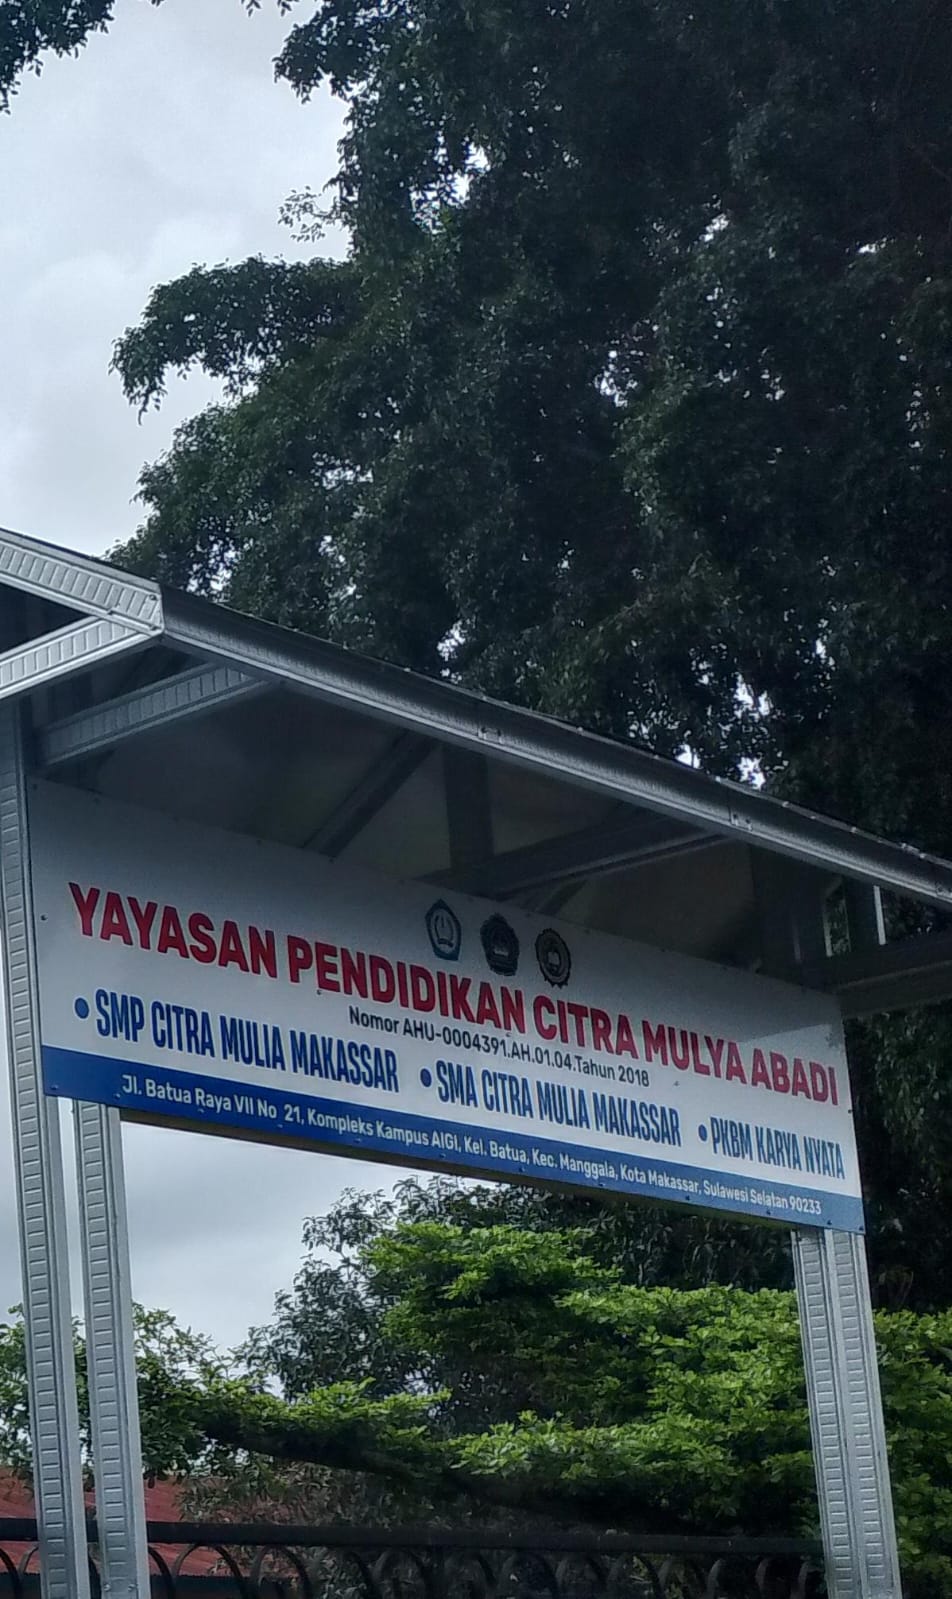 YAYASAN PENDIDIKAN CITRA MULYA ABADI
Nomor AHU-0004391.AH.01.04.Tahun 2018
• SMP CITRA MULIA MAKASSAR • SMA CITRA MULIA MAKASSAR • PKBM KARYA NYATA
Jl. Batua Raya VII No 21, Kompleks Kampus AIGI, Kel. Batua, Kec. Manggala, Kota Makassar, Sulawesi Selatan 90233